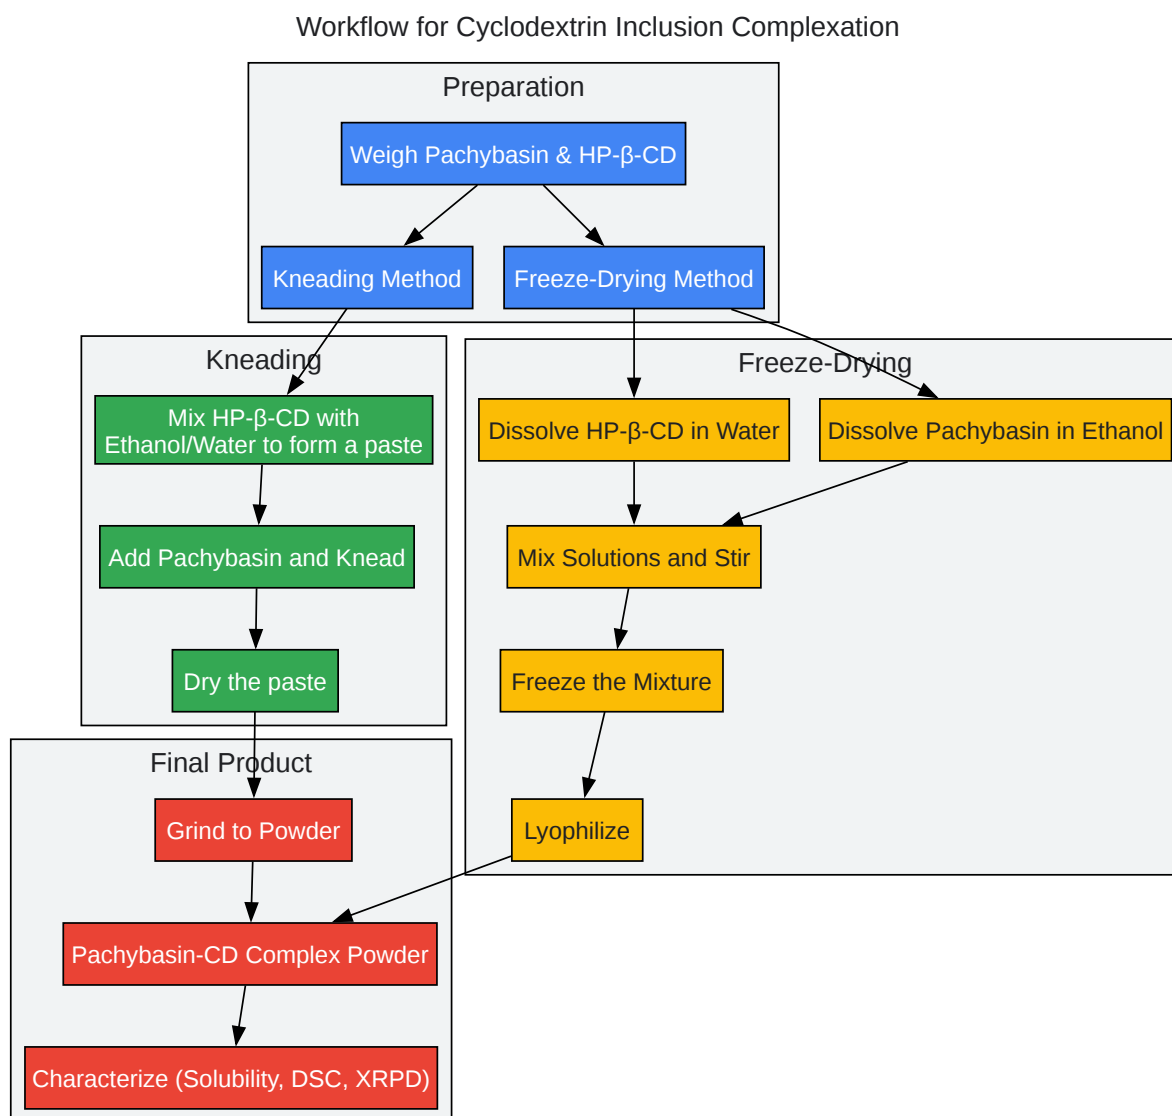 Workflow for Cyclodextrin Inclusion Complexation
Preparation
Weigh Pachybasin & HP-β-CD
Kneading Method
Freeze-Drying Method
Kneading
Mix HP-β-CD with
Ethanol/Water to form a paste
Add Pachybasin and Knead
Dry the paste
Freeze-Drying
Dissolve HP-β-CD in Water
Dissolve Pachybasin in Ethanol
Mix Solutions and Stir
Freeze the Mixture
Lyophilize
Final Product
Grind to Powder
Pachybasin-CD Complex Powder
Characterize (Solubility, DSC, XRPD)